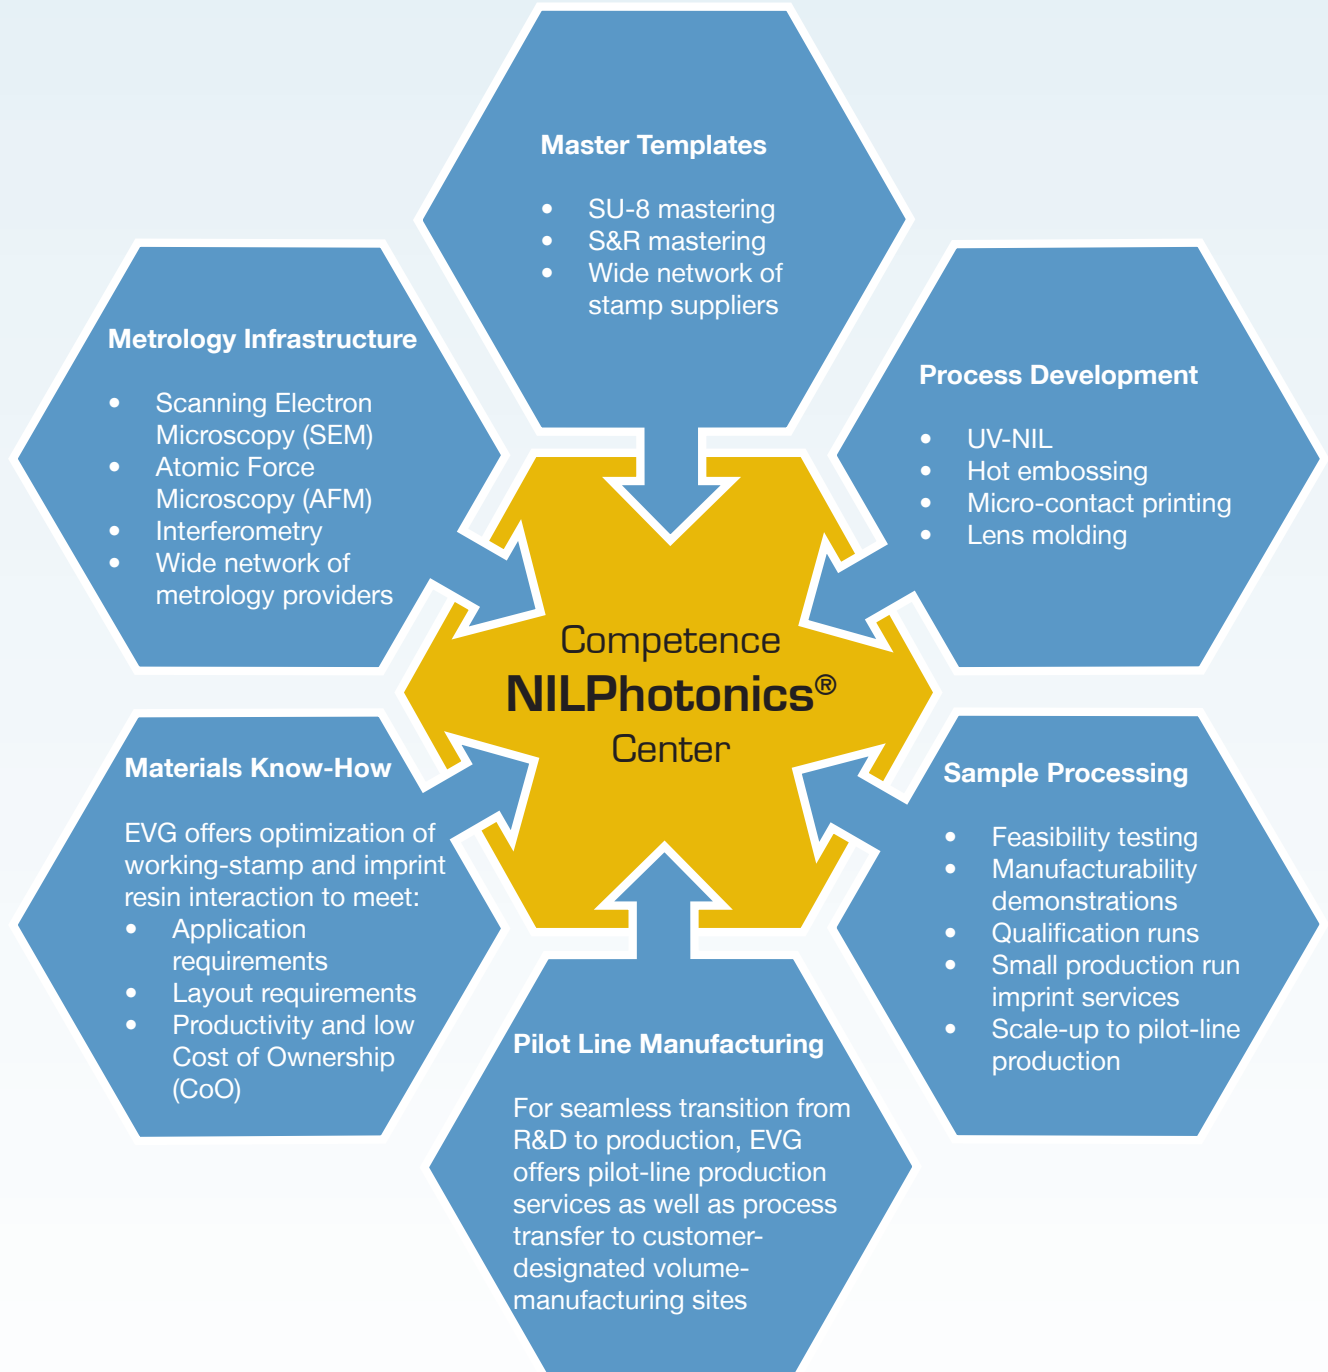 Master Templates
• SU-8 mastering
• S&R mastering
• Wide network of
stamp suppliers
Metrology Infrastructure
• Scanning Electron
Microscopy (SEM)
• Atomic Force
Microscopy (AFM)
• Interferometry
• Wide network of
metrology providers
Process Development
• UV-NIL
• Hot embossing
• Micro-contact printing
• Lens molding
Competence
NILPhotonics®
Center
Materials Know-How
EVG offers optimization of
working-stamp and imprint
resin interaction to meet:
• Application
requirements
• Layout requirements
• Productivity and low
Cost of Ownership
(CoO)
Sample Processing
• Feasibility testing
• Manufacturability
demonstrations
• Qualification runs
• Small production run
imprint services
• Scale-up to pilot-line
production
Pilot Line Manufacturing
For seamless transition from
R&D to production, EVG
offers pilot-line production
services as well as process
transfer to customer-
designated volume-
manufacturing sites